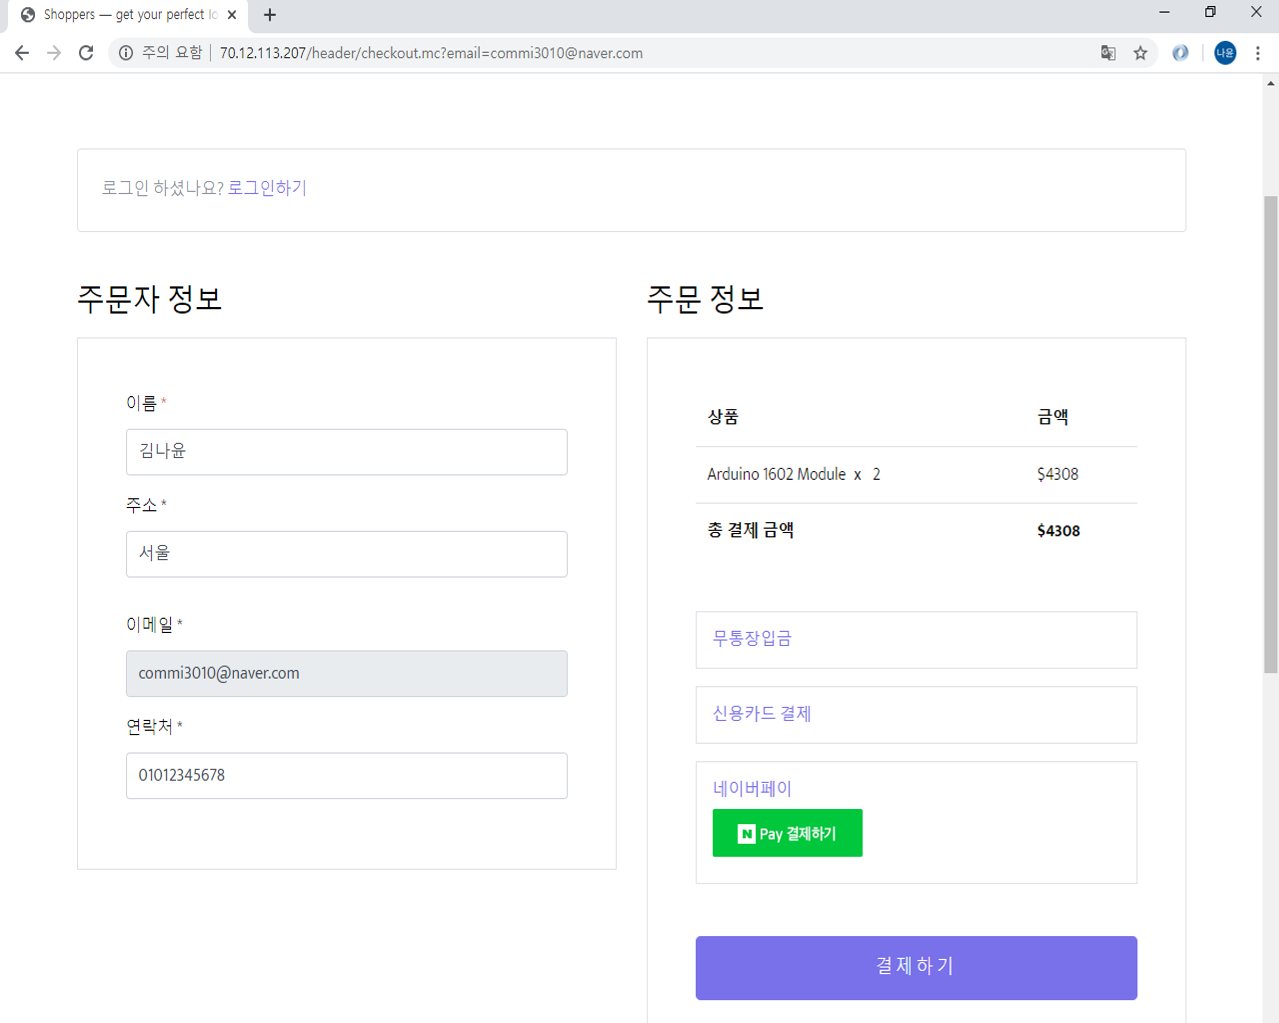 Shoppers — get your perfect lo
주의 요함 70.12.113.207/header/checkout.mc?email=commi3010@naver.com
나윤
로그인 하셨나요? 로그인하기
주문자 정보
이름 *
김나윤
주소 *
서울
이메일 *
commi3010@naver.com
연락처 *
01012345678
주문 정보
상품 금액
Arduino 1602 Module x 2 $4308
총 결제 금액 $4308
무통장입금
신용카드 결제
네이버페이
N Pay 결제하기
결제하기